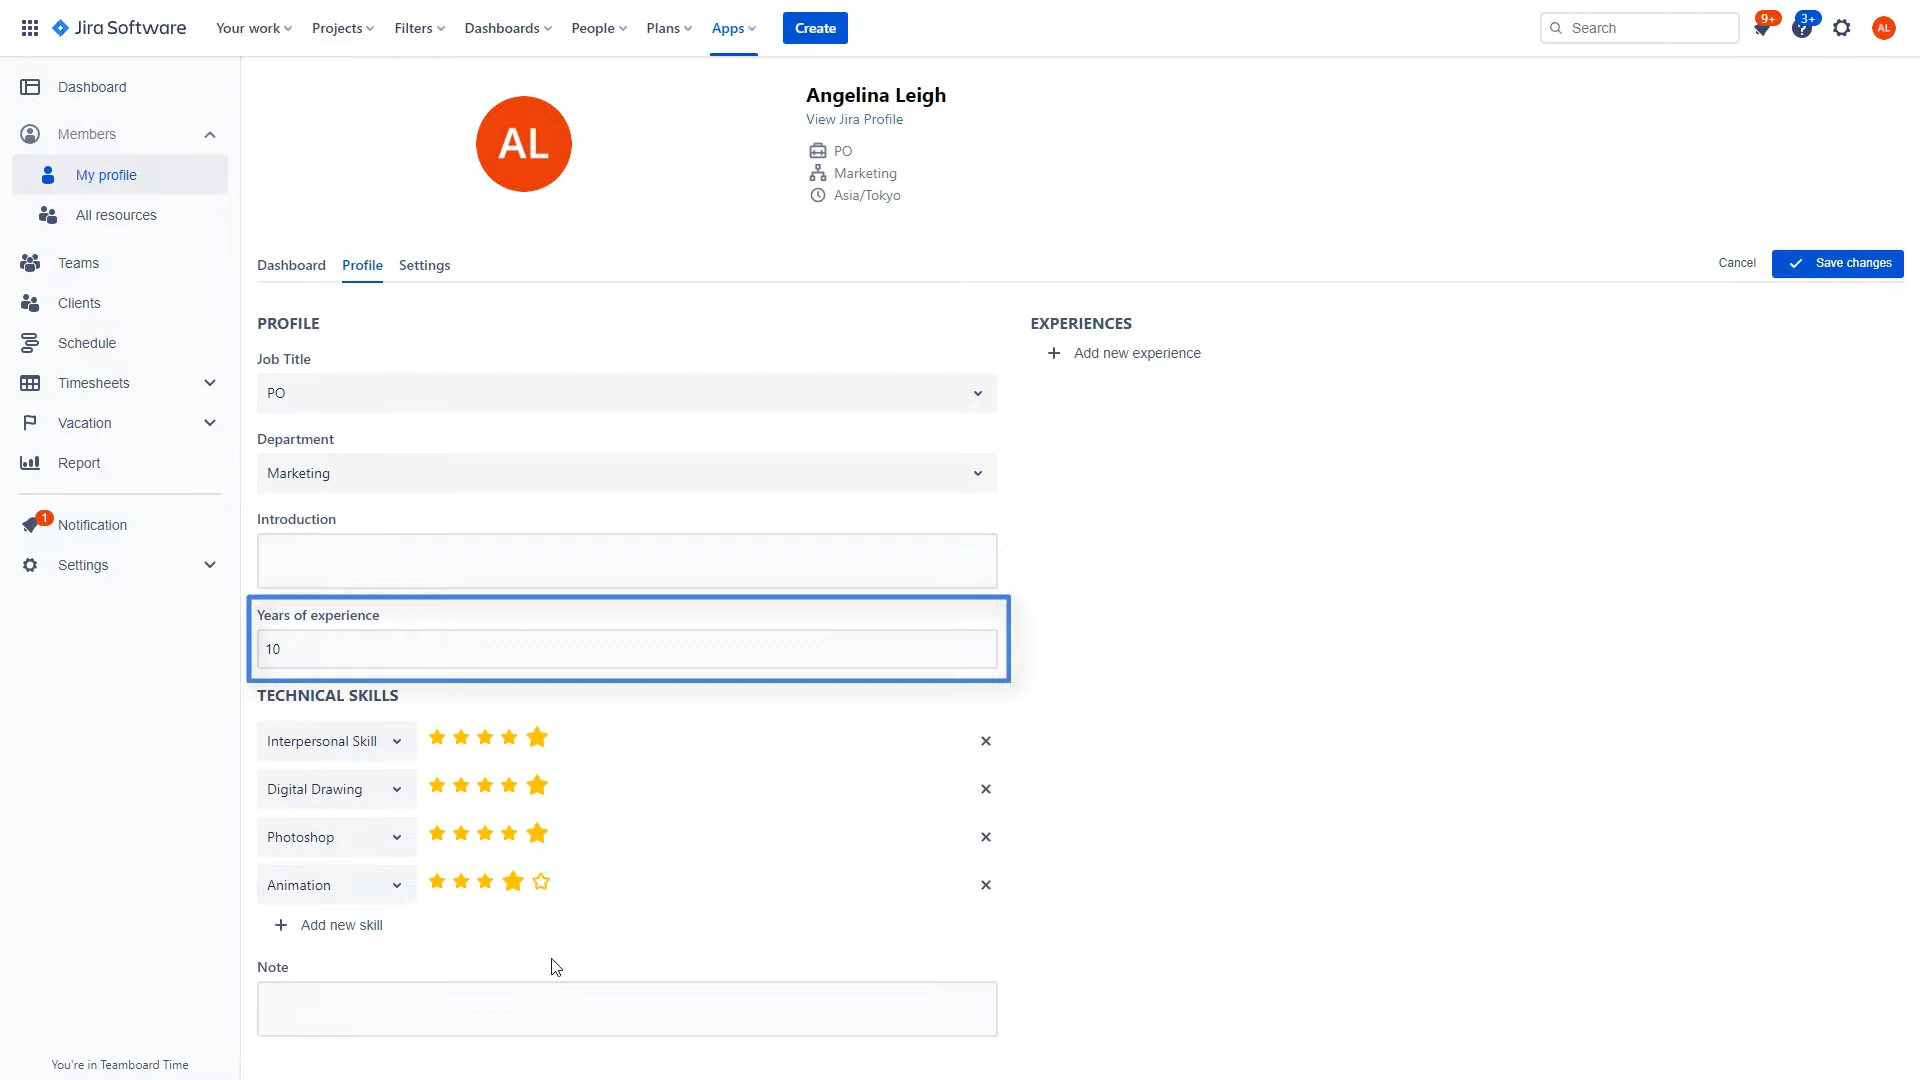 Jira Software Your work Projects Filters Dashboards People Plans Apps Create Search 9+ 3+ AL
Dashboard
Members
My profile
All resources
Teams
Clients
Schedule
Timesheets
Vacation
Report
1 Notification
Settings
You're in Teamboard Time
AL
Angelina Leigh
View Jira Profile
PO
Marketing
Asia/Tokyo
Dashboard Profile Settings Cancel Save changes
PROFILE
Job Title
PO
Department
Marketing
Introduction
Years of experience
10
TECHNICAL SKILLS
Interpersonal Skill
Digital Drawing
Photoshop
Animation
Add new skill
Note
EXPERIENCES
Add new experience